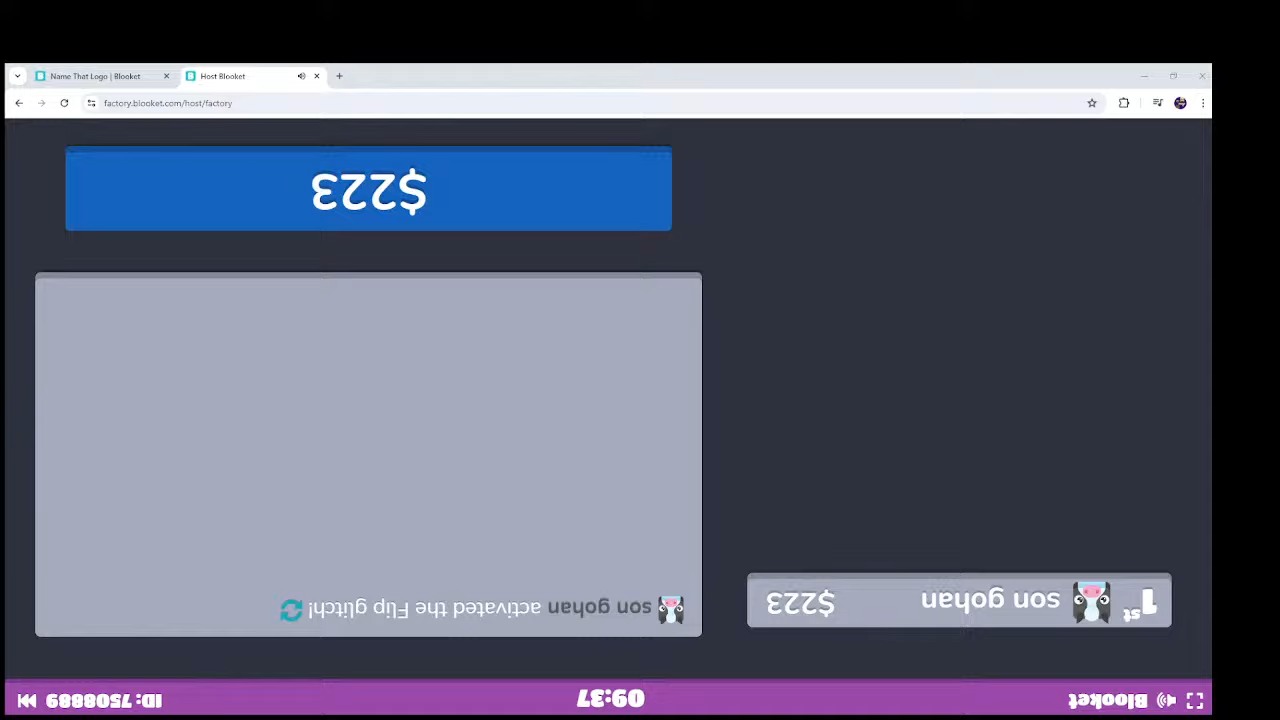 Name That Logo | Blooket
Host Blooket
factory.blooket.com/host/factory
Blooket
09:37
ID: 7508889
1st
son gohan
$223
son gohan activated the Flip glitch!
$223